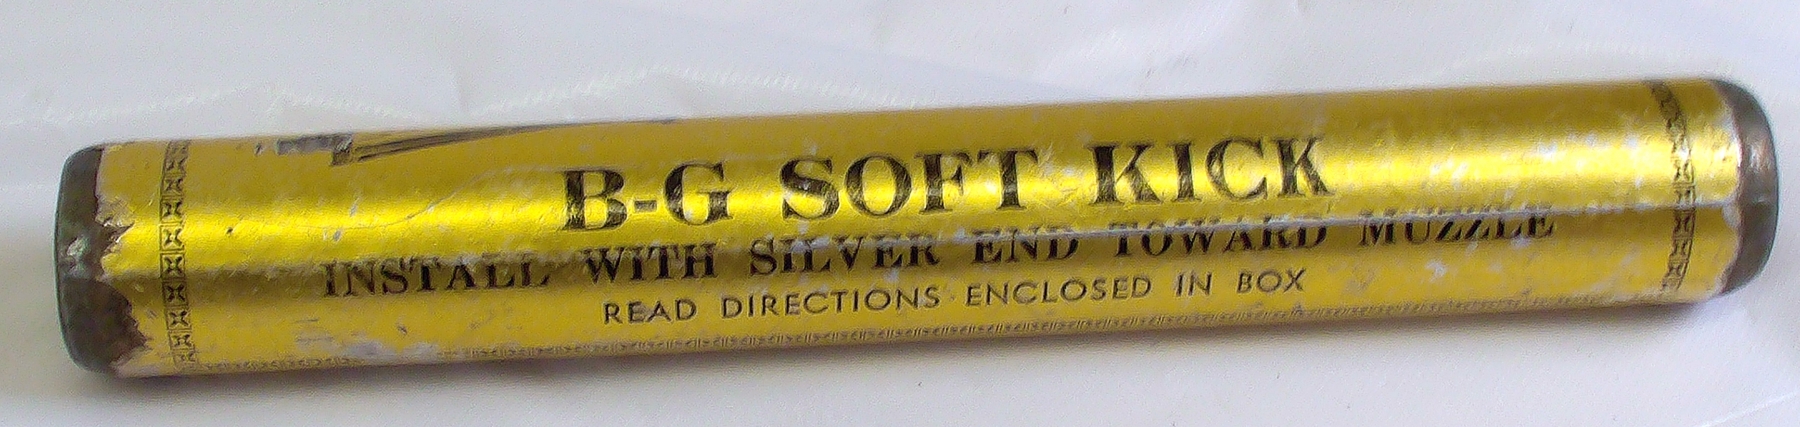 B-G SOFT KICK
INSTALL WITH SILVER END TOWARD MUZZLE
READ DIRECTIONS ENCLOSED IN BOX